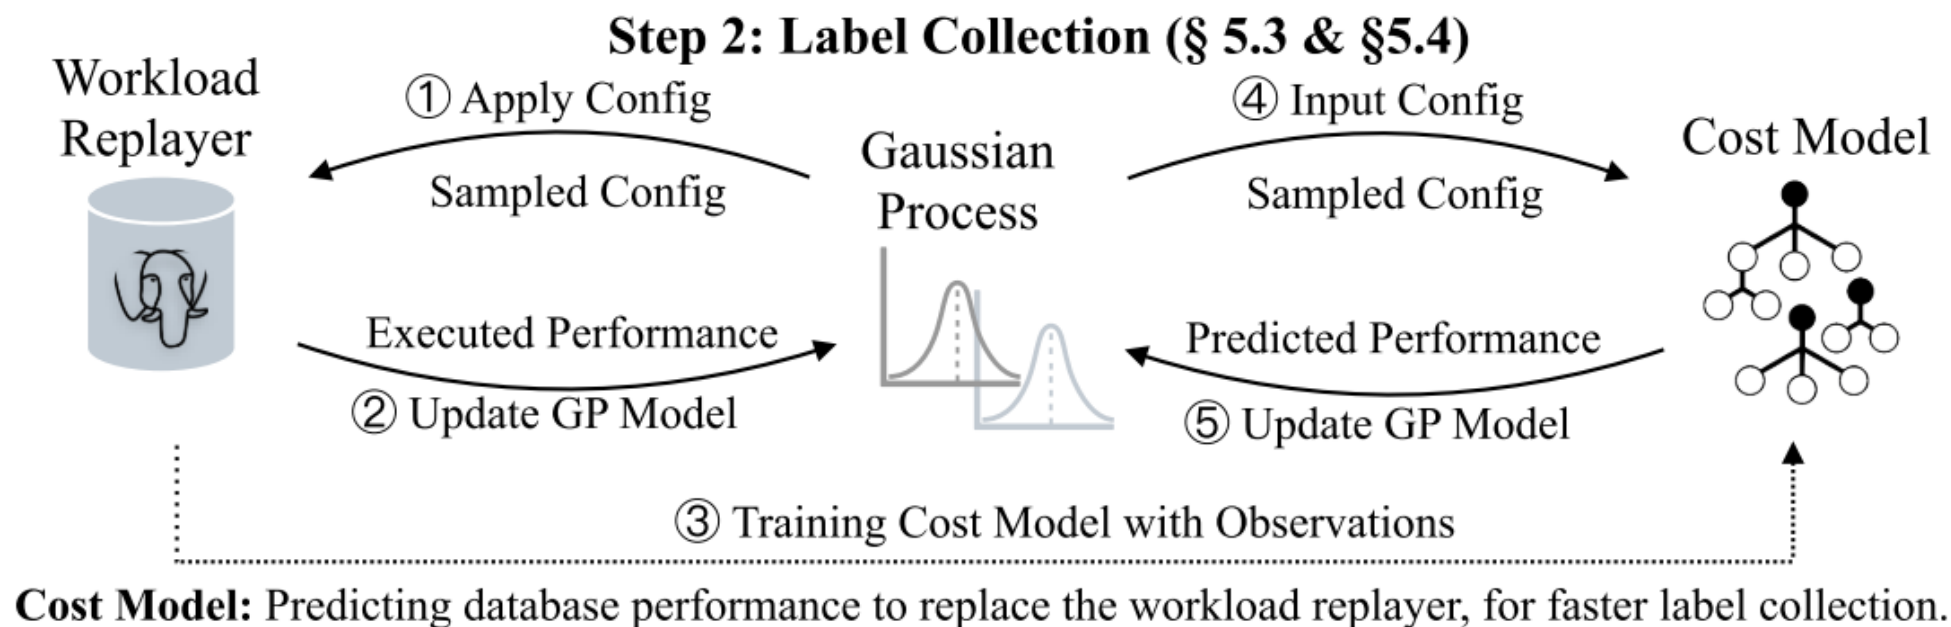 Step 2: Label Collection (§ 5.3 & §5.4)
Workload
Replayer
① Apply Config
Sampled Config
Executed Performance
② Update GP Model
Gaussian
Process
④ Input Config
Sampled Config
Predicted Performance
⑤ Update GP Model
Cost Model
③ Training Cost Model with Observations
Cost Model: Predicting database performance to replace the workload replayer, for faster label collection.